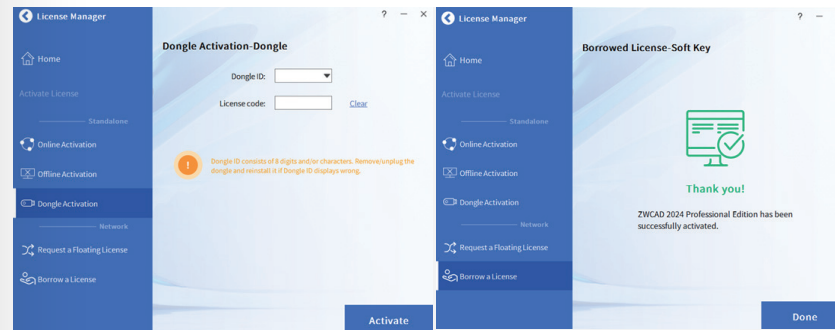 License Manager
? — ×
Dongle Activation-Dongle
Home
Dongle ID:
License code:
Clear
Activate License
Standalone
Online Activation
! Dongle ID consists of 8 digits and/or characters. Remove/unplug the
dongle and reinstall it if Dongle ID displays wrong.
Offline Activation
Dongle Activation
Network
Request a Floating License
Borrow a License
Activate
License Manager
? —
Borrowed License-Soft Key
Home
Activate License
Standalone
Online Activation
Offline Activation
Thank you!
Dongle Activation
ZWCAD 2024 Professional Edition has been
successfully activated.
Network
Request a Floating License
Borrow a License
Done